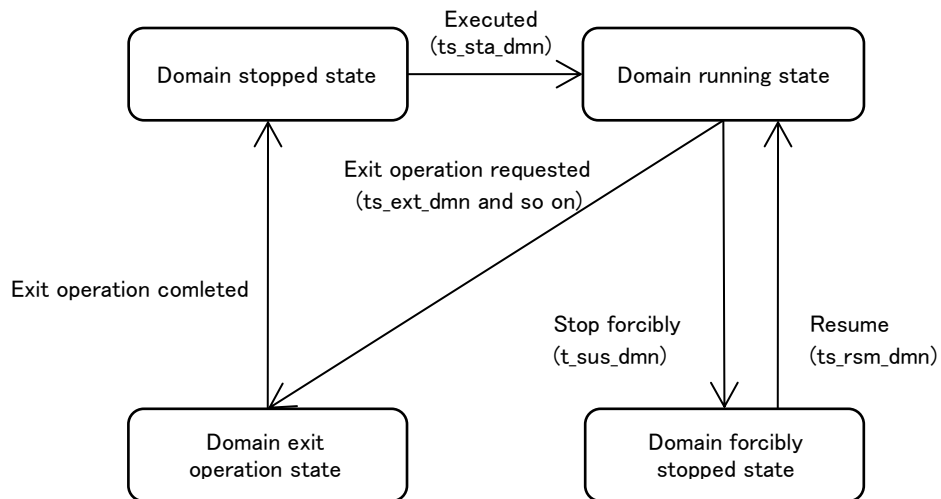 Executed
(ts_sta_dmn)
Domain stopped state
Domain running state
Exit operation requested
(ts_ext_dmn and so on)
Exit operation comleted
Stop forcibly
(t_sus_dmn)
Resume
(ts_rsm_dmn)
Domain exit
operation state
Domain forcibly
stopped state